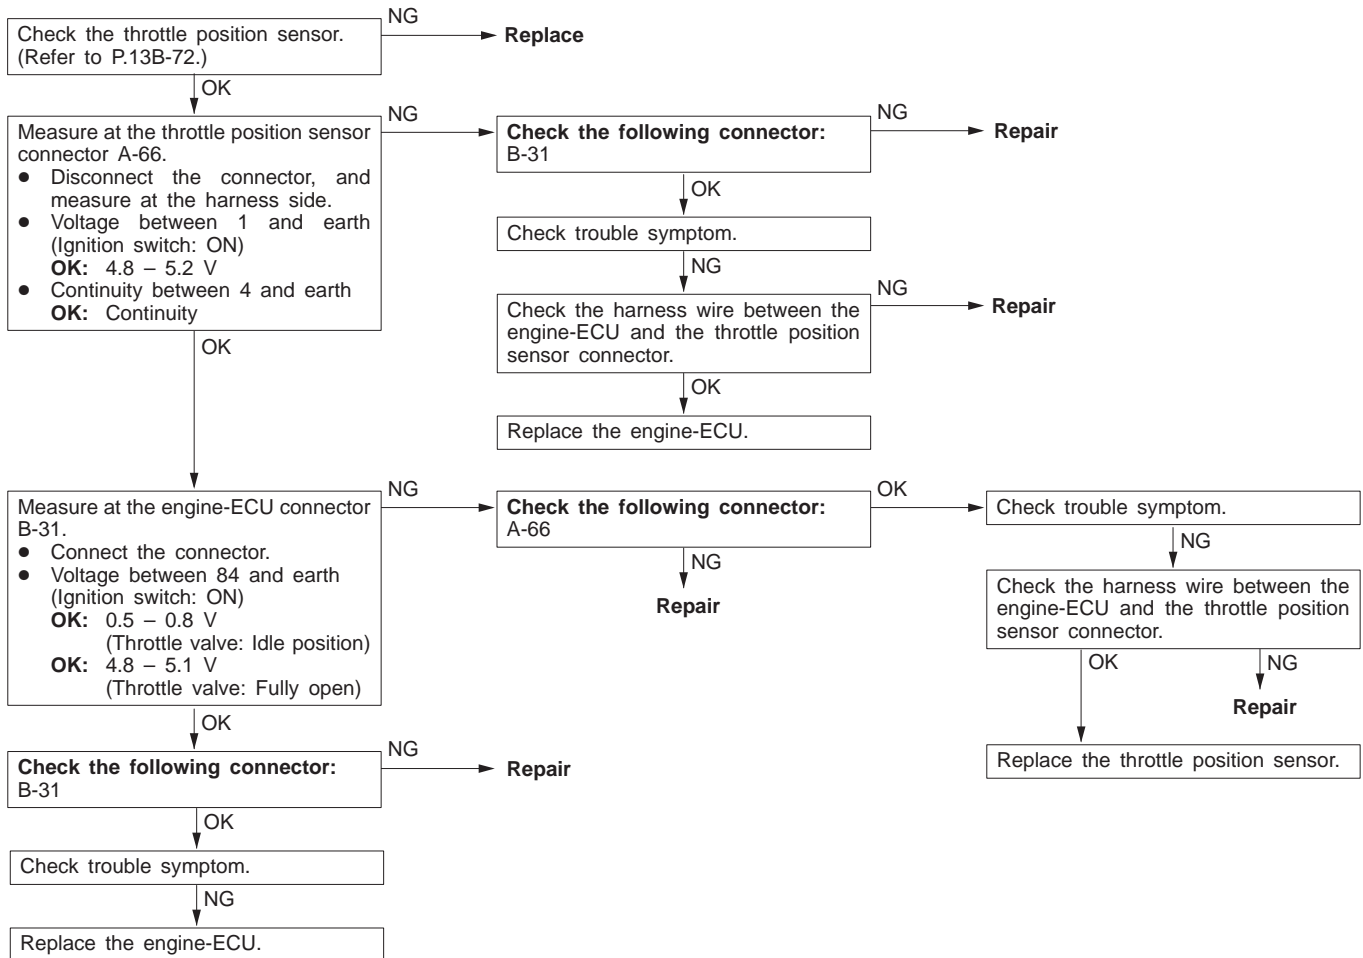 Check the throttle position sensor.
(Refer to P.13B-72.)
NG
Replace
OK
Measure at the throttle position sensor
connector A-66.
● Disconnect the connector, and
measure at the harness side.
● Voltage between 1 and earth
(Ignition switch: ON)
OK: 4.8 – 5.2 V
● Continuity between 4 and earth
OK: Continuity
NG
Check the following connector:
B-31
NG
Repair
OK
Check trouble symptom.
NG
Check the harness wire between the
engine-ECU and the throttle position
sensor connector.
NG
Repair
OK
Replace the engine-ECU.
OK
Measure at the engine-ECU connector
B-31.
● Connect the connector.
● Voltage between 84 and earth
(Ignition switch: ON)
OK: 0.5 – 0.8 V
(Throttle valve: Idle position)
OK: 4.8 – 5.1 V
(Throttle valve: Fully open)
NG
Check the following connector:
A-66
NG
Repair
OK
Check trouble symptom.
NG
Check the harness wire between the
engine-ECU and the throttle position
sensor connector.
OK
NG
Repair
Replace the throttle position sensor.
OK
Check the following connector:
B-31
NG
Repair
OK
Check trouble symptom.
NG
Replace the engine-ECU.